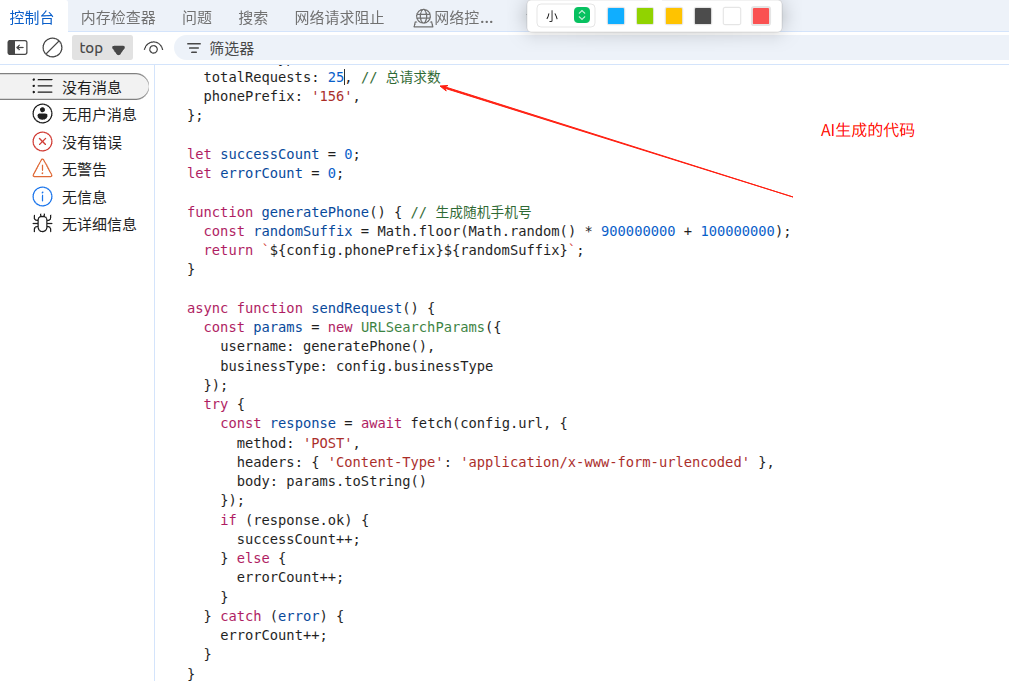 控制台 内存检查器 问题 搜索 网络请求阻止 网络控... 小
top 筛选器
没有消息
无用户消息
没有错误
无警告
无信息
无详细信息
totalRequests: 25, // 总请求数
phonePrefix: '156',
};
AI生成的代码
let successCount = 0;
let errorCount = 0;
function generatePhone() { // 生成随机手机号
const randomSuffix = Math.floor(Math.random() * 900000000 + 100000000);
return `${config.phonePrefix}${randomSuffix}`;
}
async function sendRequest() {
const params = new URLSearchParams({
username: generatePhone(),
businessType: config.businessType
});
try {
const response = await fetch(config.url, {
method: 'POST',
headers: { 'Content-Type': 'application/x-www-form-urlencoded' },
body: params.toString()
});
if (response.ok) {
successCount++;
} else {
errorCount++;
}
} catch (error) {
errorCount++;
}
}